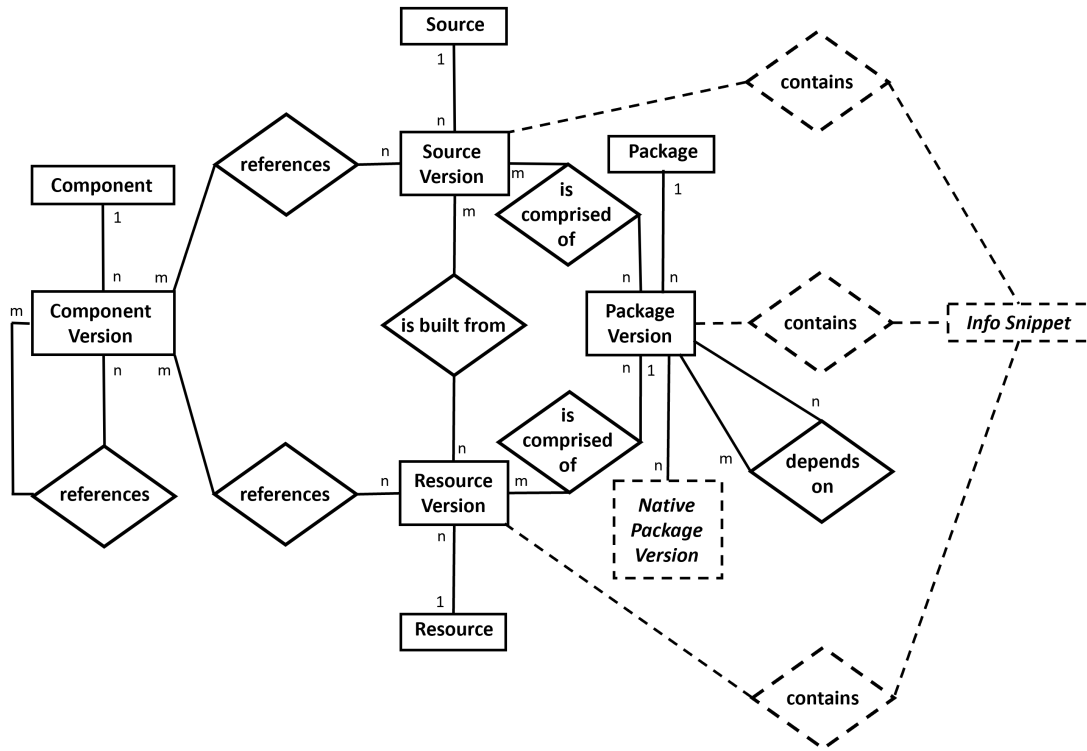 Source
1
n
contains
references
n
Source
Version
m
m
is
comprised
of
n
Package
1
n
Component
1
n
m
m
Component
Version
n
m
is built from
Package
Version
n
1
contains
Info Snippet
is
comprised
of
n
m
n
depends
on
references
references
n
n
Resource
Version
m
n
n
Native
Package
Version
1
Resource
contains